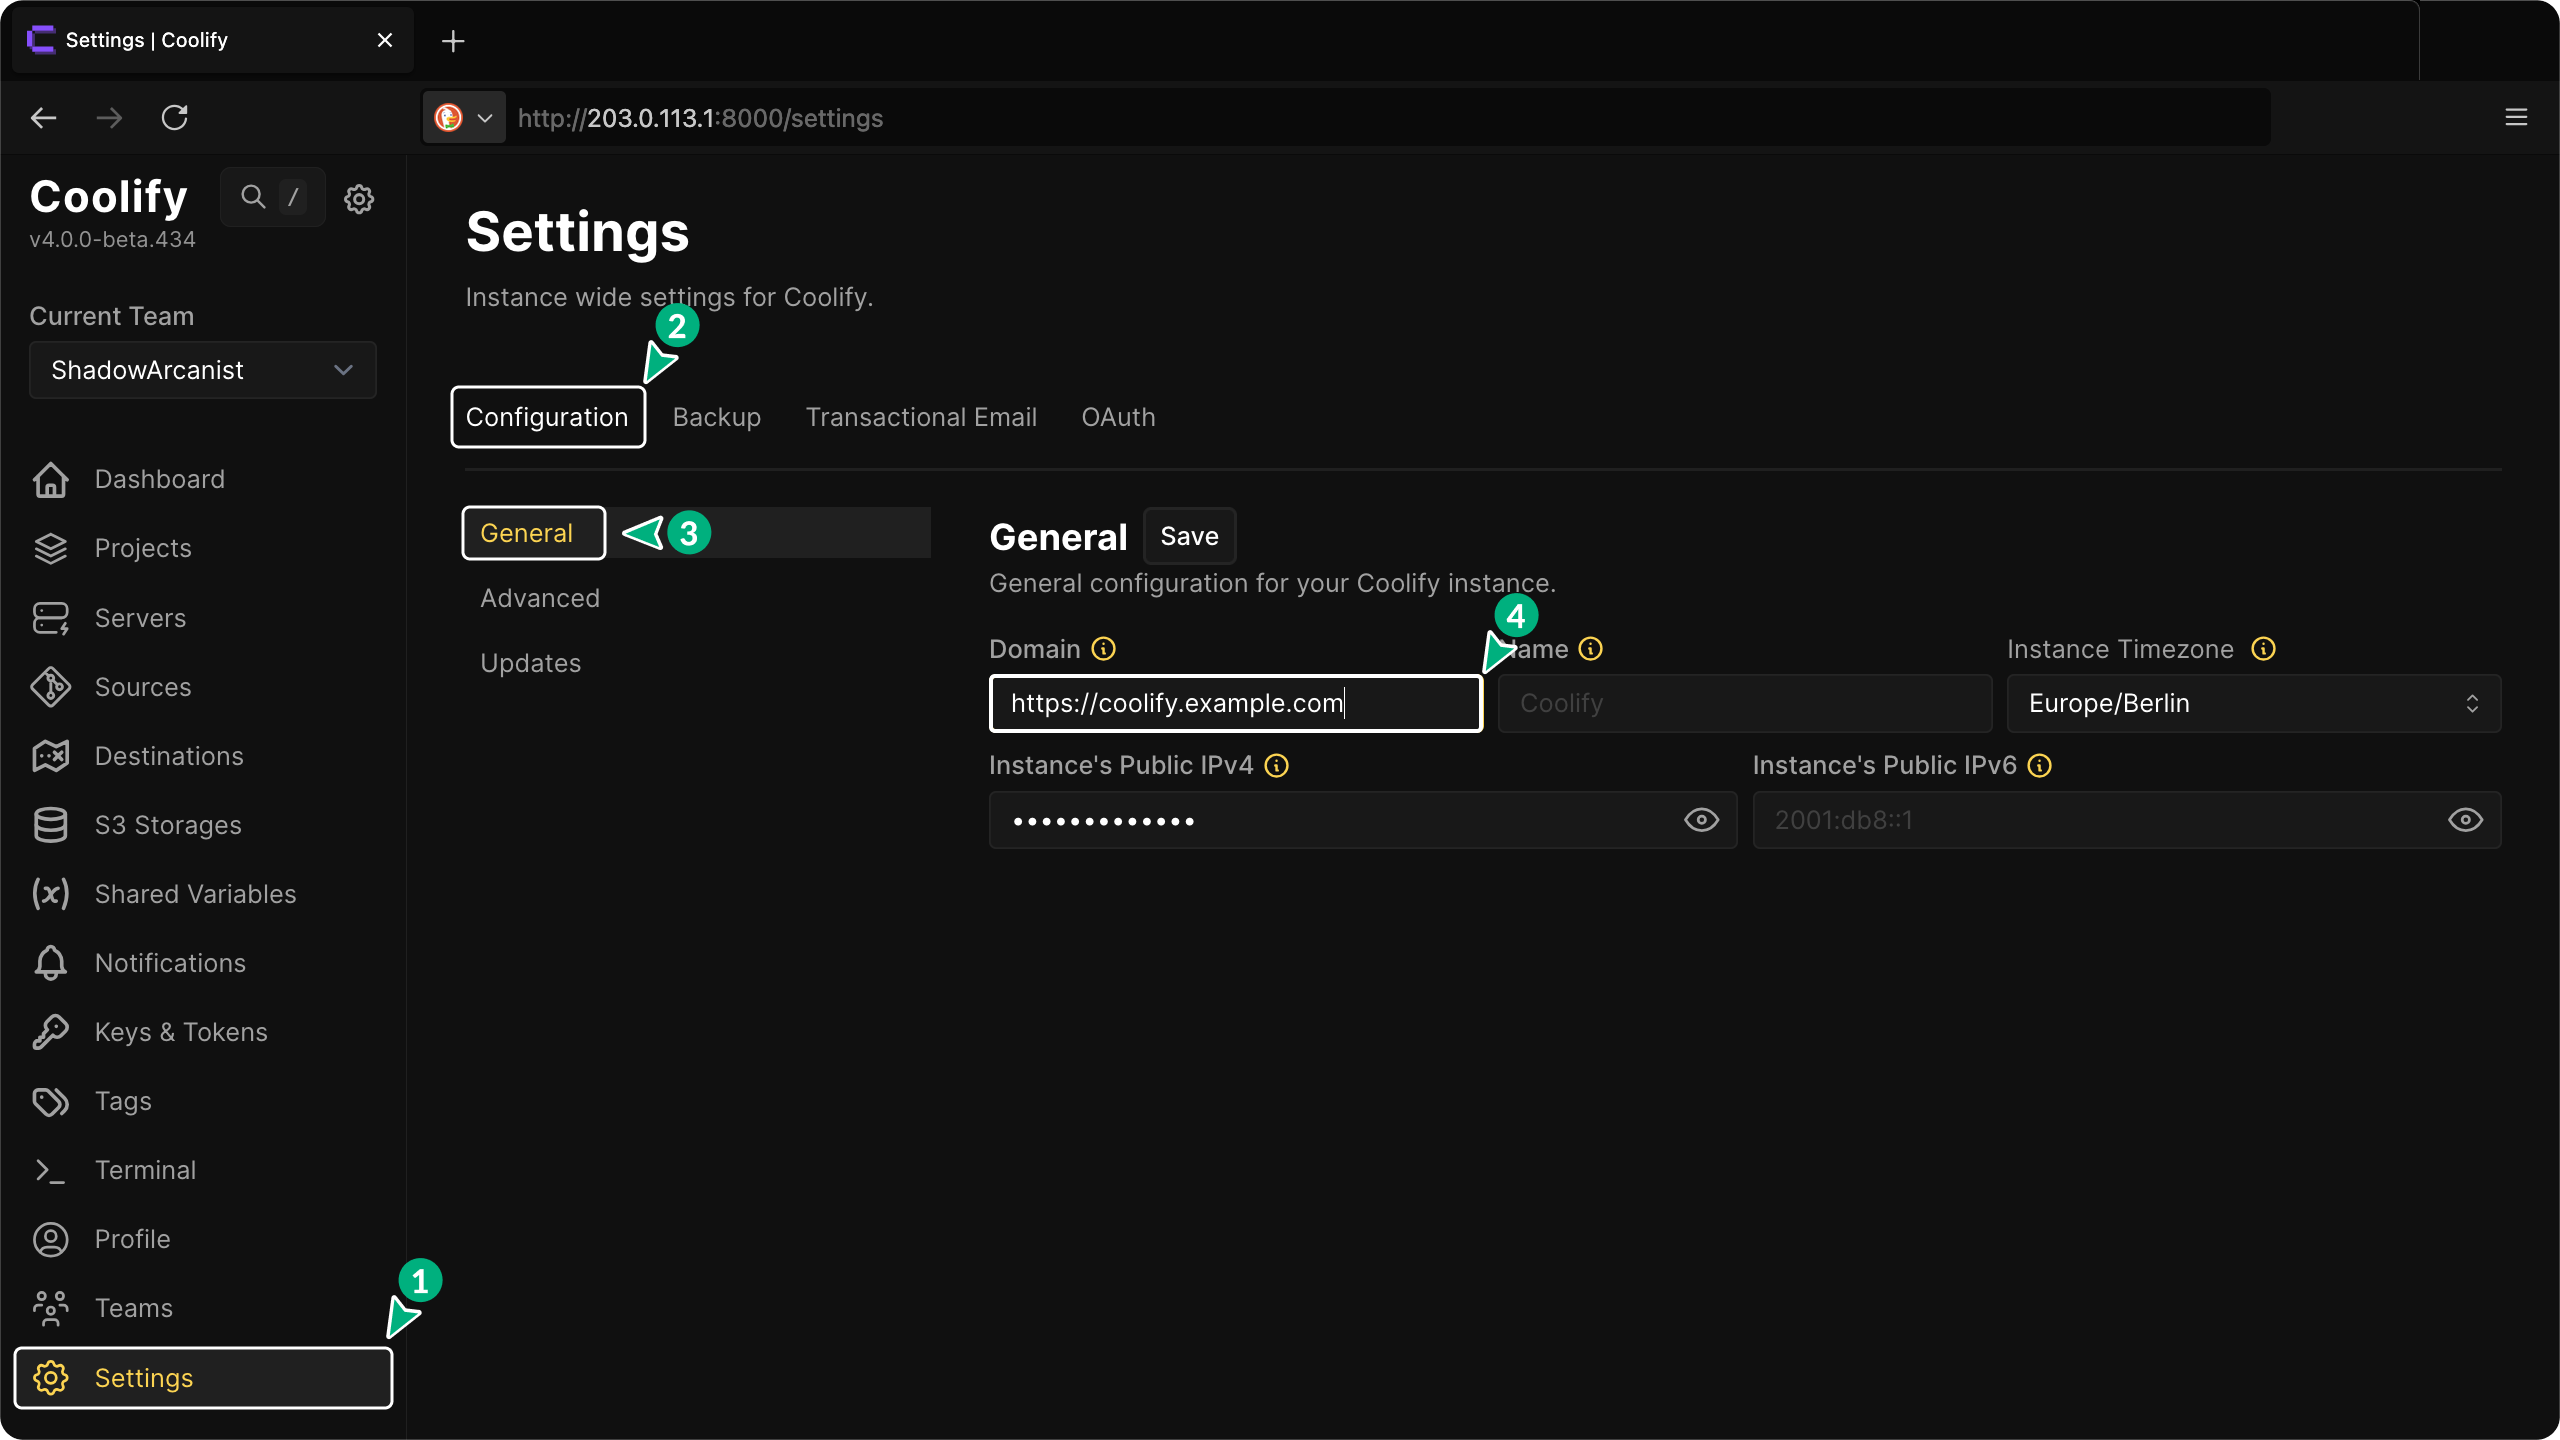 Settings | Coolify
http://203.0.113.1:8000/settings
Coolify
/
v4.0.0-beta.434
Current Team
ShadowArcanist
Dashboard
Projects
Servers
Sources
Destinations
S3 Storages
Shared Variables
Notifications
Keys & Tokens
Tags
Terminal
Profile
Teams
1
Settings
Settings
Instance wide settings for Coolify.
2
Configuration Backup Transactional Email OAuth
General 3
Advanced
Updates
General Save
General configuration for your Coolify instance.
4
Domain Name Instance Timezone
https://coolify.example.com Coolify Europe/Berlin
Instance's Public IPv4 Instance's Public IPv6
••••••••••••• 2001:db8::1